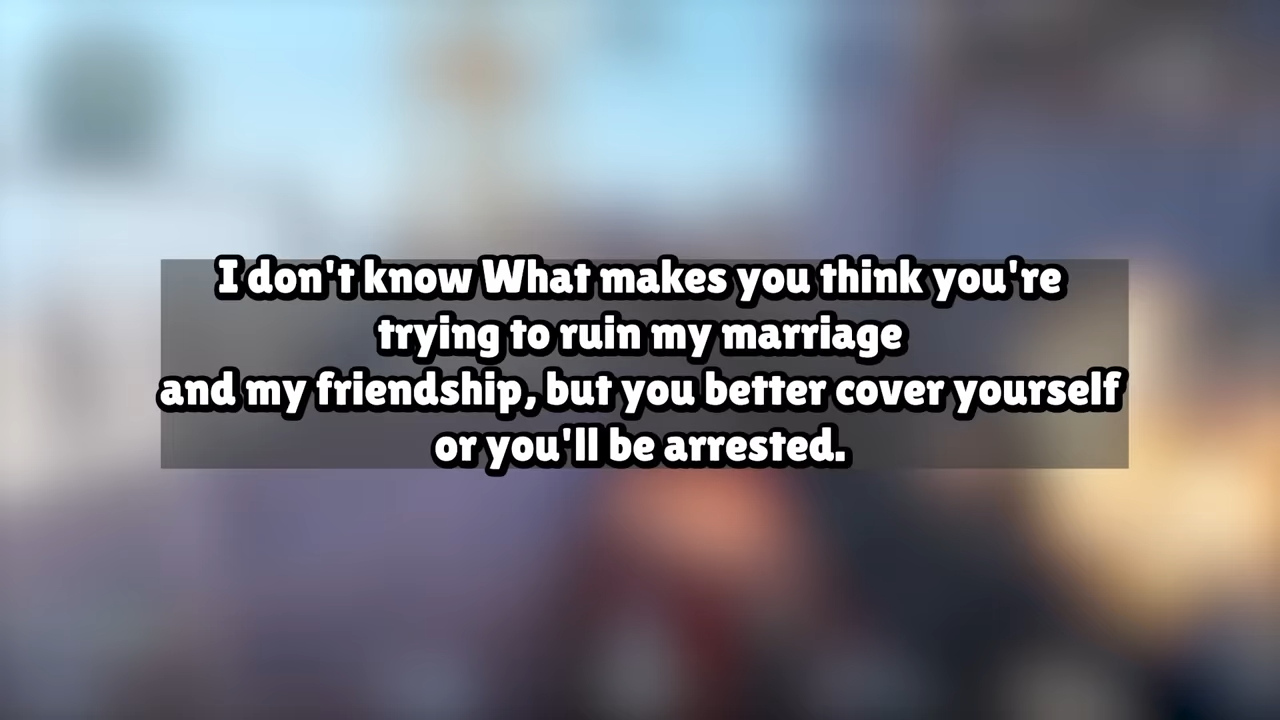 I don't know What makes you think you're
trying to ruin my marriage
and my friendship, but you better cover yourself
or you'll be arrested.